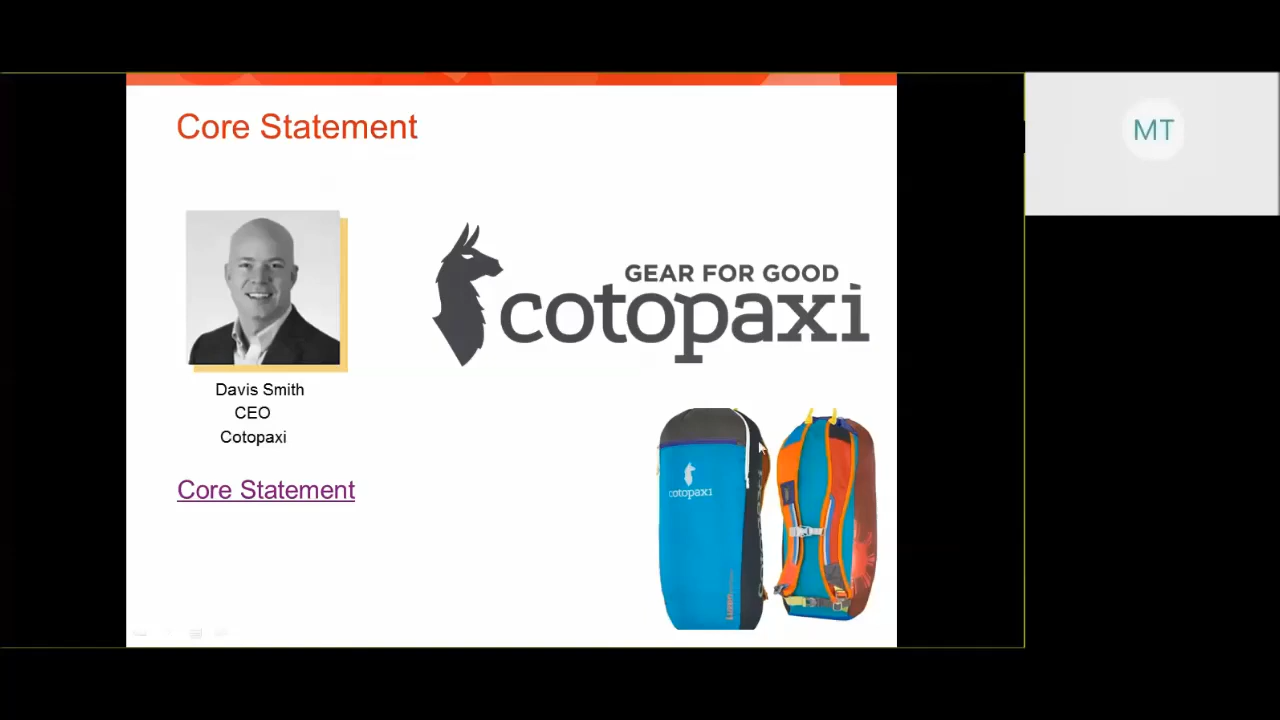 Core Statement
MT
GEAR FOR GOOD
cotopaxi
Davis Smith
CEO
Cotopaxi
Core Statement
cotopaxi